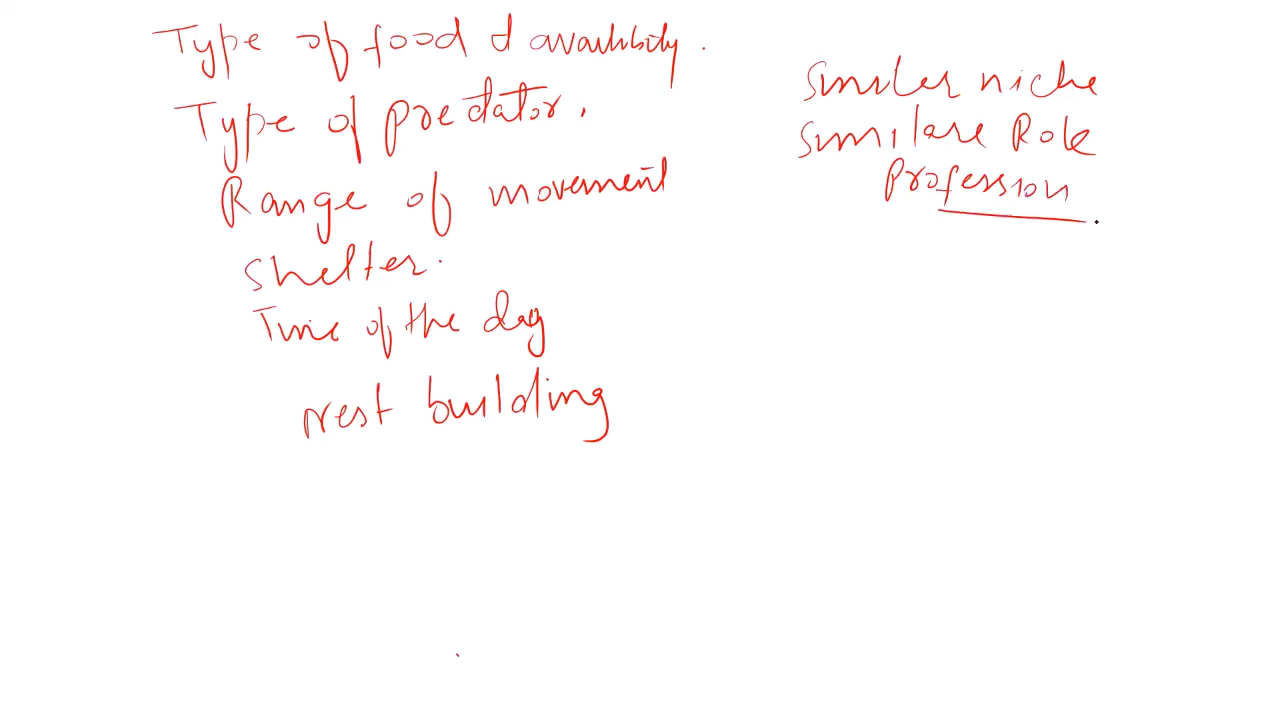 Type of food & availability.
Type of predator.
Range of movement
shelter.
Time of the day
nest building
Similer niche
Similare Role
Profession